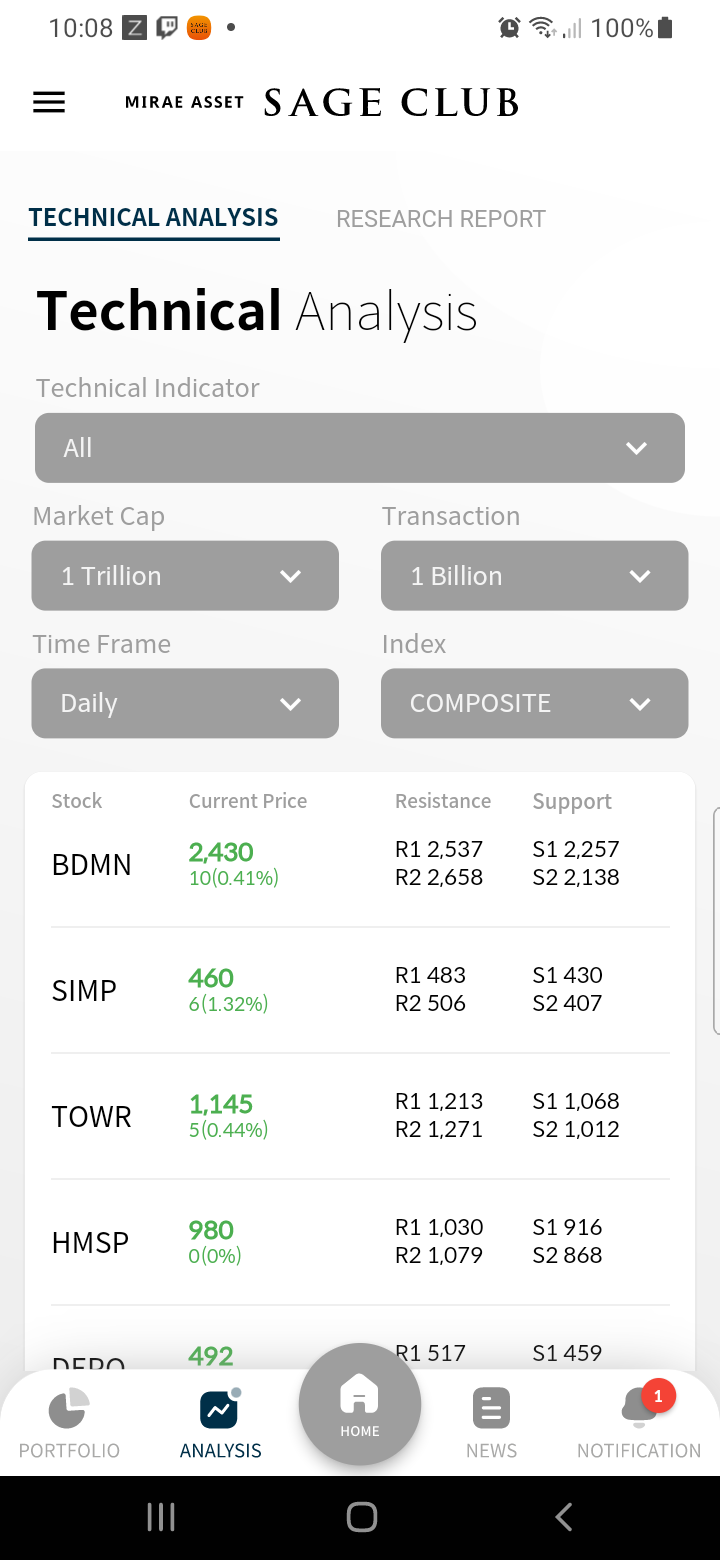 10:08 Z SAGE CLUB 100%
MIRAE ASSET SAGE CLUB
TECHNICAL ANALYSIS RESEARCH REPORT
Technical Analysis
Technical Indicator
All
Market Cap Transaction
1 Trillion 1 Billion
Time Frame Index
Daily COMPOSITE
Stock Current Price Resistance Support
BDMN 2,430 R1 2,537 S1 2,257
10(0.41%) R2 2,658 S2 2,138
SIMP 460 R1 483 S1 430
6(1.32%) R2 506 S2 407
TOWR 1,145 R1 1,213 S1 1,068
5(0.44%) R2 1,271 S2 1,012
HMSP 980 R1 1,030 S1 916
0(0%) R2 1,079 S2 868
492 R1 517 S1 459
1
PORTFOLIO ANALYSIS HOME NEWS NOTIFICATION